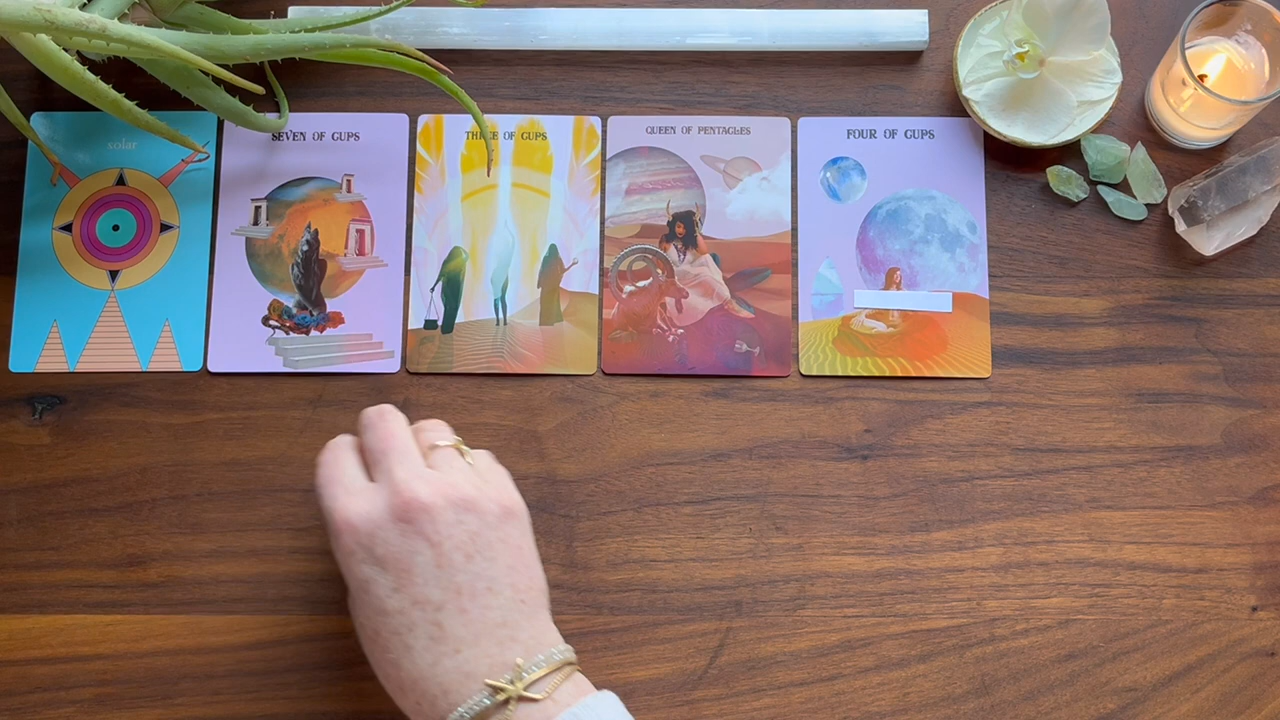 solar
SEVEN OF CUPS
THREE OF CUPS
QUEEN OF PENTACLES
FOUR OF CUPS